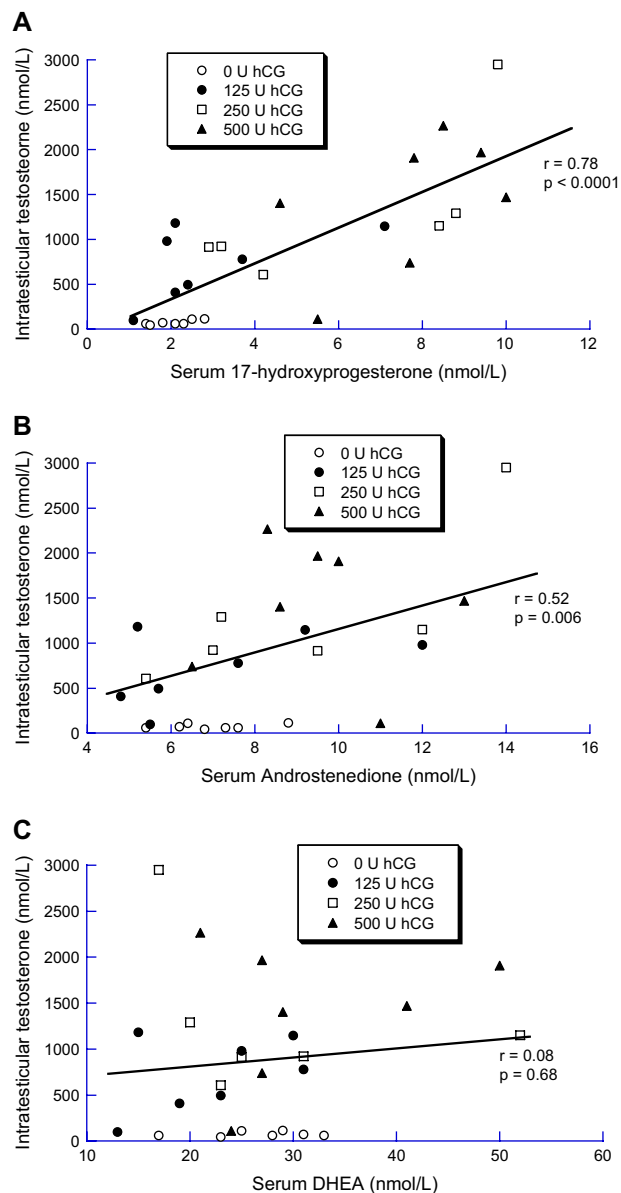 A
Intratesticular testosteorne (nmol/L)
3000
2500
2000
1500
1000
500
0
0 U hCG
125 U hCG
250 U hCG
500 U hCG
r = 0.78
p < 0.0001
0 2 4 6 8 10 12
Serum 17-hydroxyprogesterone (nmol/L)
B
Intratesticular testosterone (nmol/L)
3000
2500
2000
1500
1000
500
0
0 U hCG
125 U hCG
250 U hCG
500 U hCG
r = 0.52
p = 0.006
4 6 8 10 12 14 16
Serum Androstenedione (nmol/L)
C
Intratesticular testosterone (nmol/L)
3000
2500
2000
1500
1000
500
0
0 U hCG
125 U hCG
250 U hCG
500 U hCG
r = 0.08
p = 0.68
10 20 30 40 50 60
Serum DHEA (nmol/L)